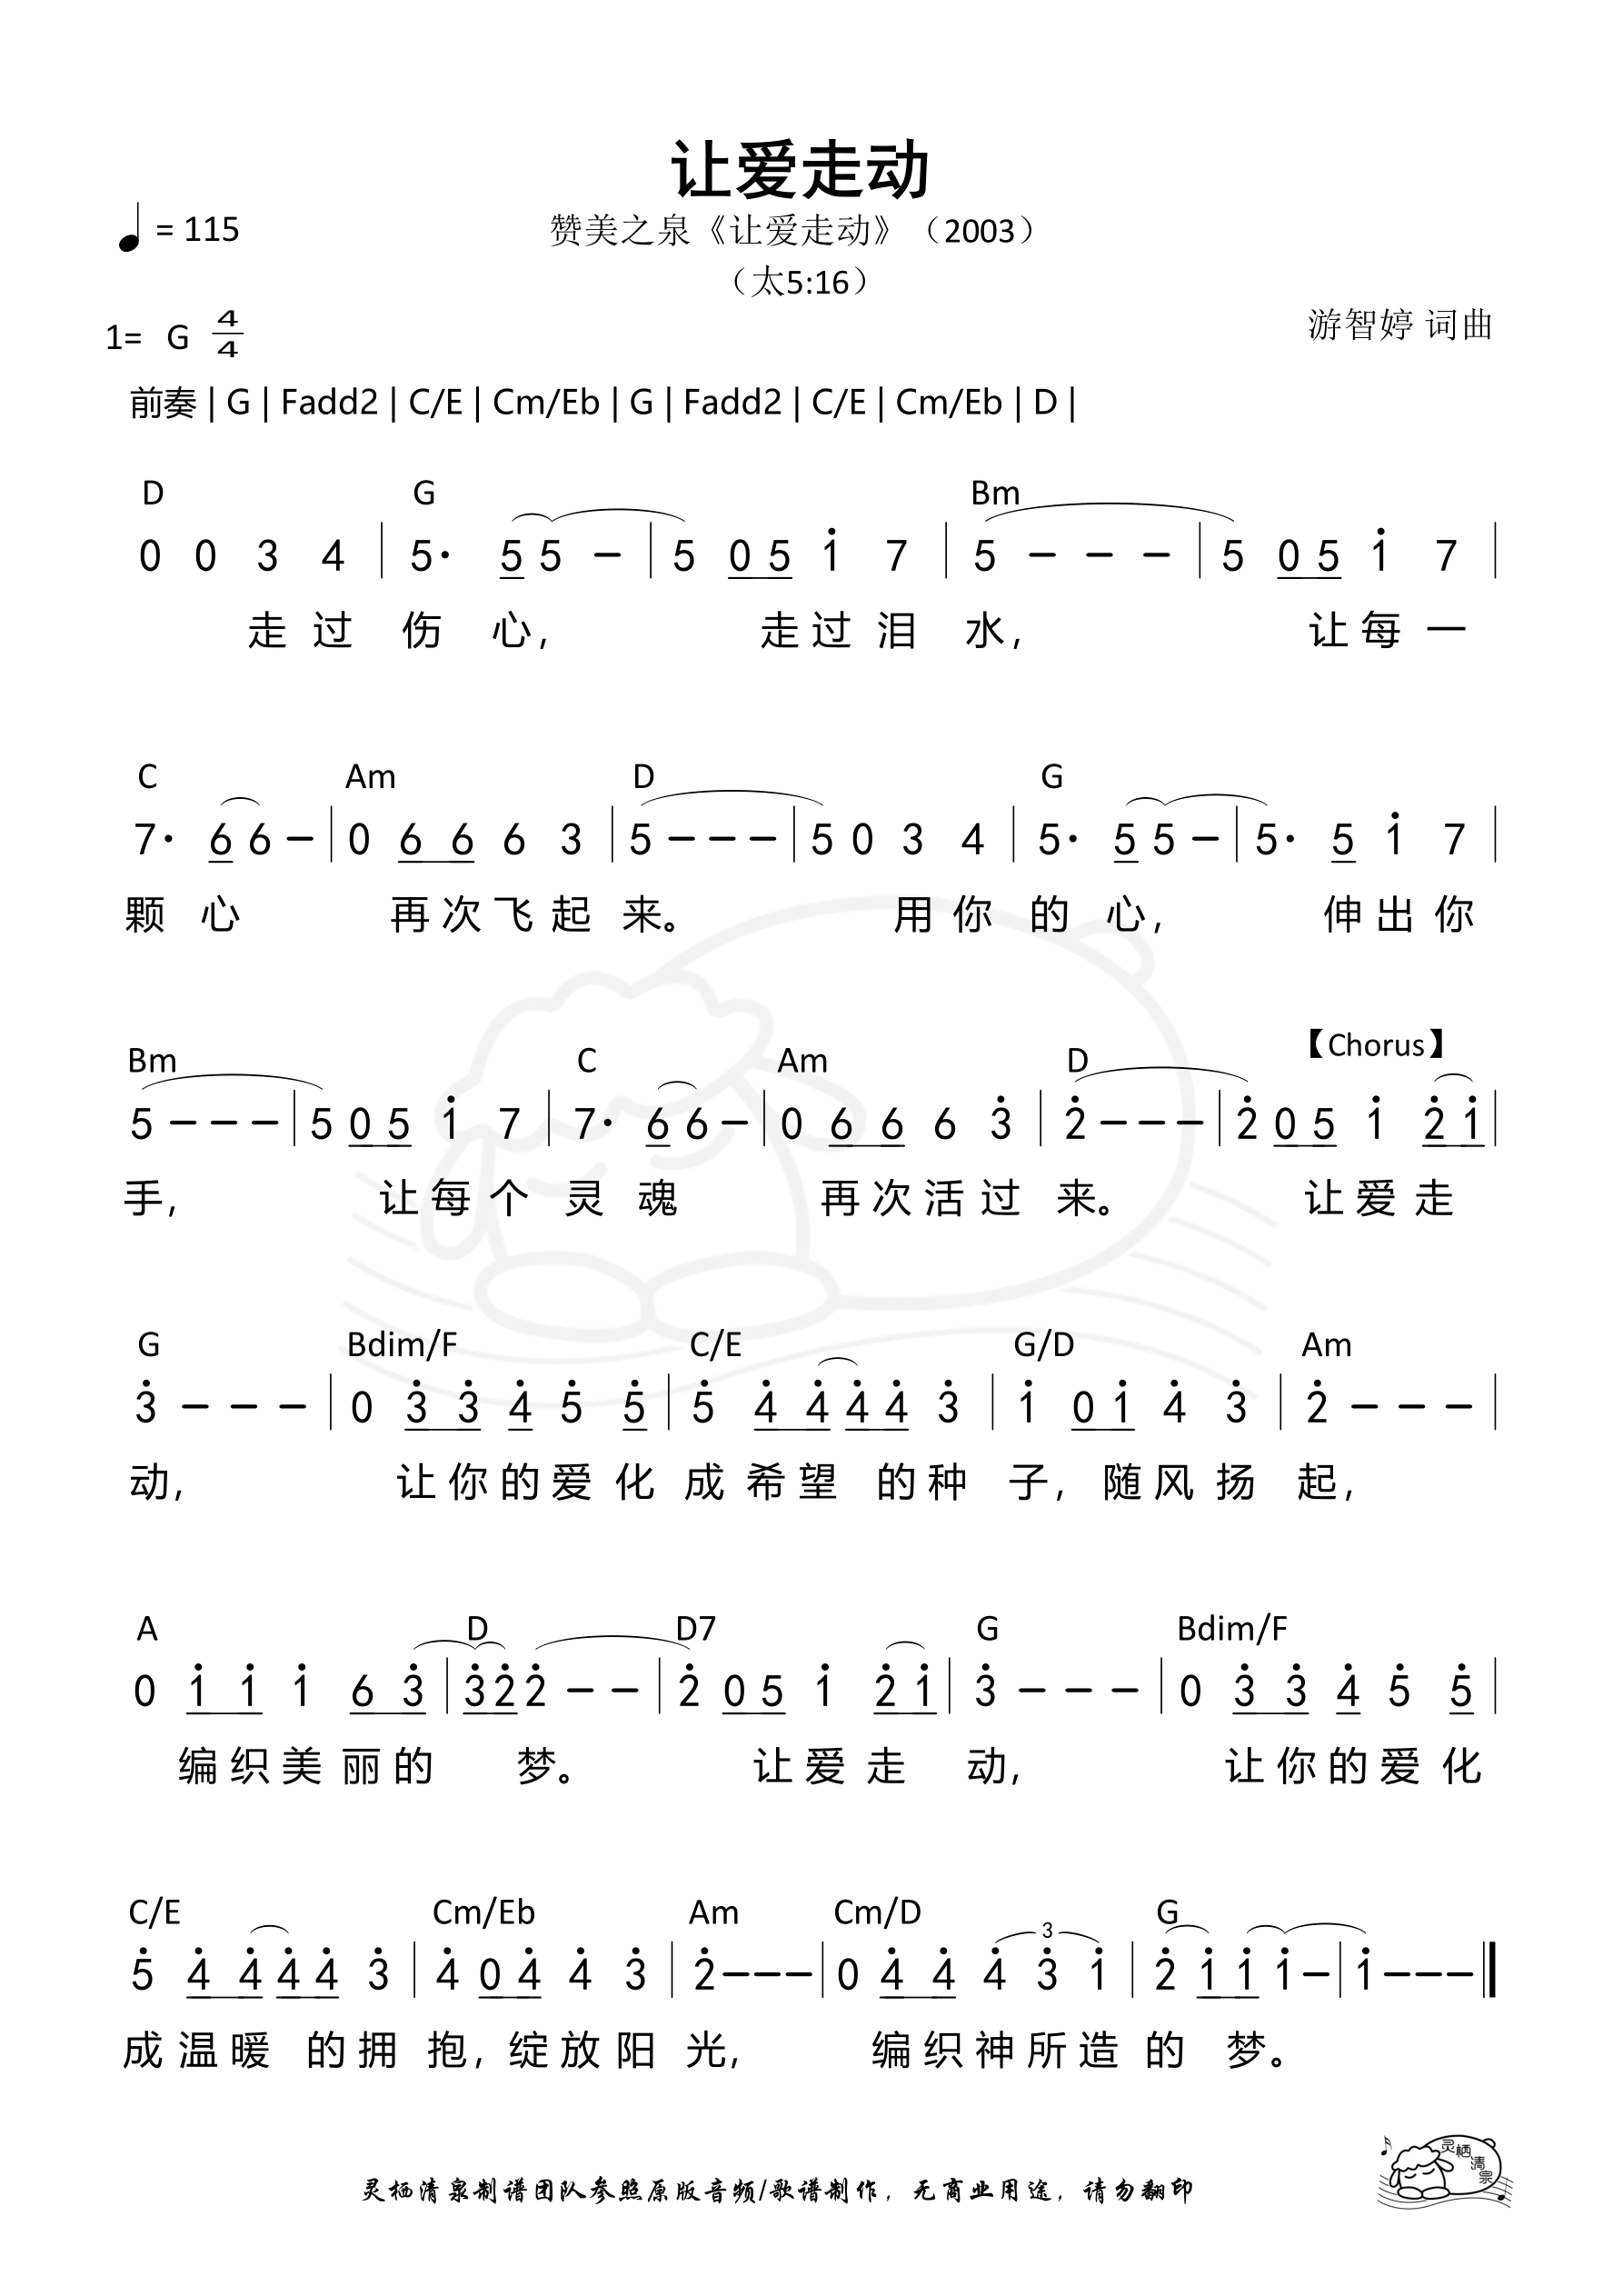 让爱走动
♩ = 115
赞美之泉《让爱走动》（2003）
（太5:16）
游智婷 词曲
1= G 4/4
前奏 | G | Fadd2 | C/E | Cm/Eb | G | Fadd2 | C/E | Cm/Eb | D |
D G Bm
0 0 3 4 | 5· 5 5 – | 5 0 5 1̇ 7 | 5 – – – | 5 0 5 1̇ 7 |
走 过 伤 心, 走 过 泪 水, 让 每 一
C Am D G
7· 6 6 – | 0 6 6 6 3 | 5 – – – | 5 0 3 4 | 5· 5 5 – | 5· 5 1̇ 7 |
颗 心 再 次 飞 起 来。 用 你 的 心, 伸 出 你
Bm C Am D 【Chorus】
5 – – – | 5 0 5 1̇ 7 | 7· 6 6 – | 0 6 6 6 3̇ | 2̇ – – – | 2̇ 0 5 1̇ 2̇ 1̇ |
手, 让 每 个 灵 魂 再 次 活 过 来。 让 爱 走
G Bdim/F C/E G/D Am
3̇ – – – | 0 3̇ 3̇ 4̇ 5̇ 5̇ | 5̇ 4̇ 4̇ 4̇ 4̇ 3̇ | 1̇ 0 1̇ 4̇ 3̇ | 2̇ – – – |
动, 让 你 的 爱 化 成 希 望 的 种 子, 随 风 扬 起,
A D D7 G Bdim/F
0 1̇ 1̇ 1̇ 6 3̇ | 3̇ 2̇ 2̇ – – | 2̇ 0 5 1̇ 2̇ 1̇ | 3̇ – – – | 0 3̇ 3̇ 4̇ 5̇ 5̇ |
编 织 美 丽 的 梦。 让 爱 走 动, 让 你 的 爱 化
C/E Cm/Eb Am Cm/D G
3
5̇ 4̇ 4̇ 4̇ 4̇ 3̇ | 4̇ 0 4̇ 4̇ 3̇ | 2̇ – – – | 0 4̇ 4̇ 4̇ 3̇ 1̇ | 2̇ 1̇ 1̇ 1̇ – | 1̇ – – – ‖
成 温 暖 的 拥 抱, 绽 放 阳 光, 编 织 神 所 造 的 梦。
灵栖清泉制谱团队参照原版音频/歌谱制作，无商业用途，请勿翻印
灵栖清泉